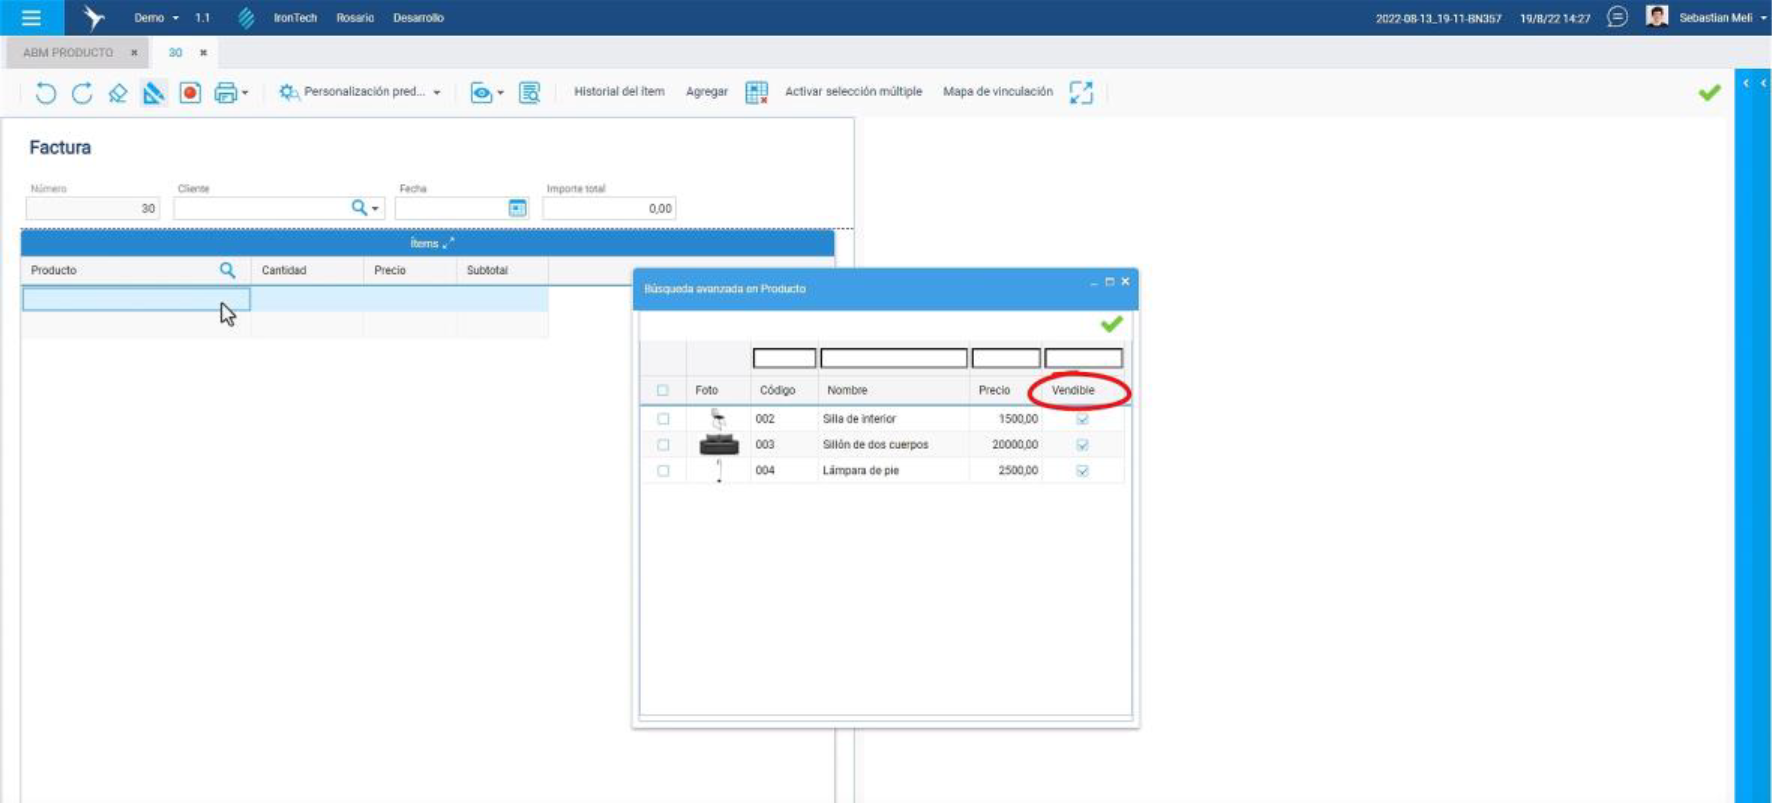 Demo 1.1 IronTech Rosario Desarrollo 2022-08-13_19-11-BN357 19/8/22 14:27 Sebastian Meli
ABM PRODUCTO 30
Personalización pred... Historial del ítem Agregar Activar selección múltiple Mapa de vinculación
Factura
Número Cliente Fecha Importe total
30 0,00
Ítems
Producto Cantidad Precio Subtotal
Búsqueda avanzada en Producto
Foto Código Nombre Precio Vendible
002 Silla de interior 1500,00
003 Sillón de dos cuerpos 20000,00
004 Lámpara de pie 2500,00